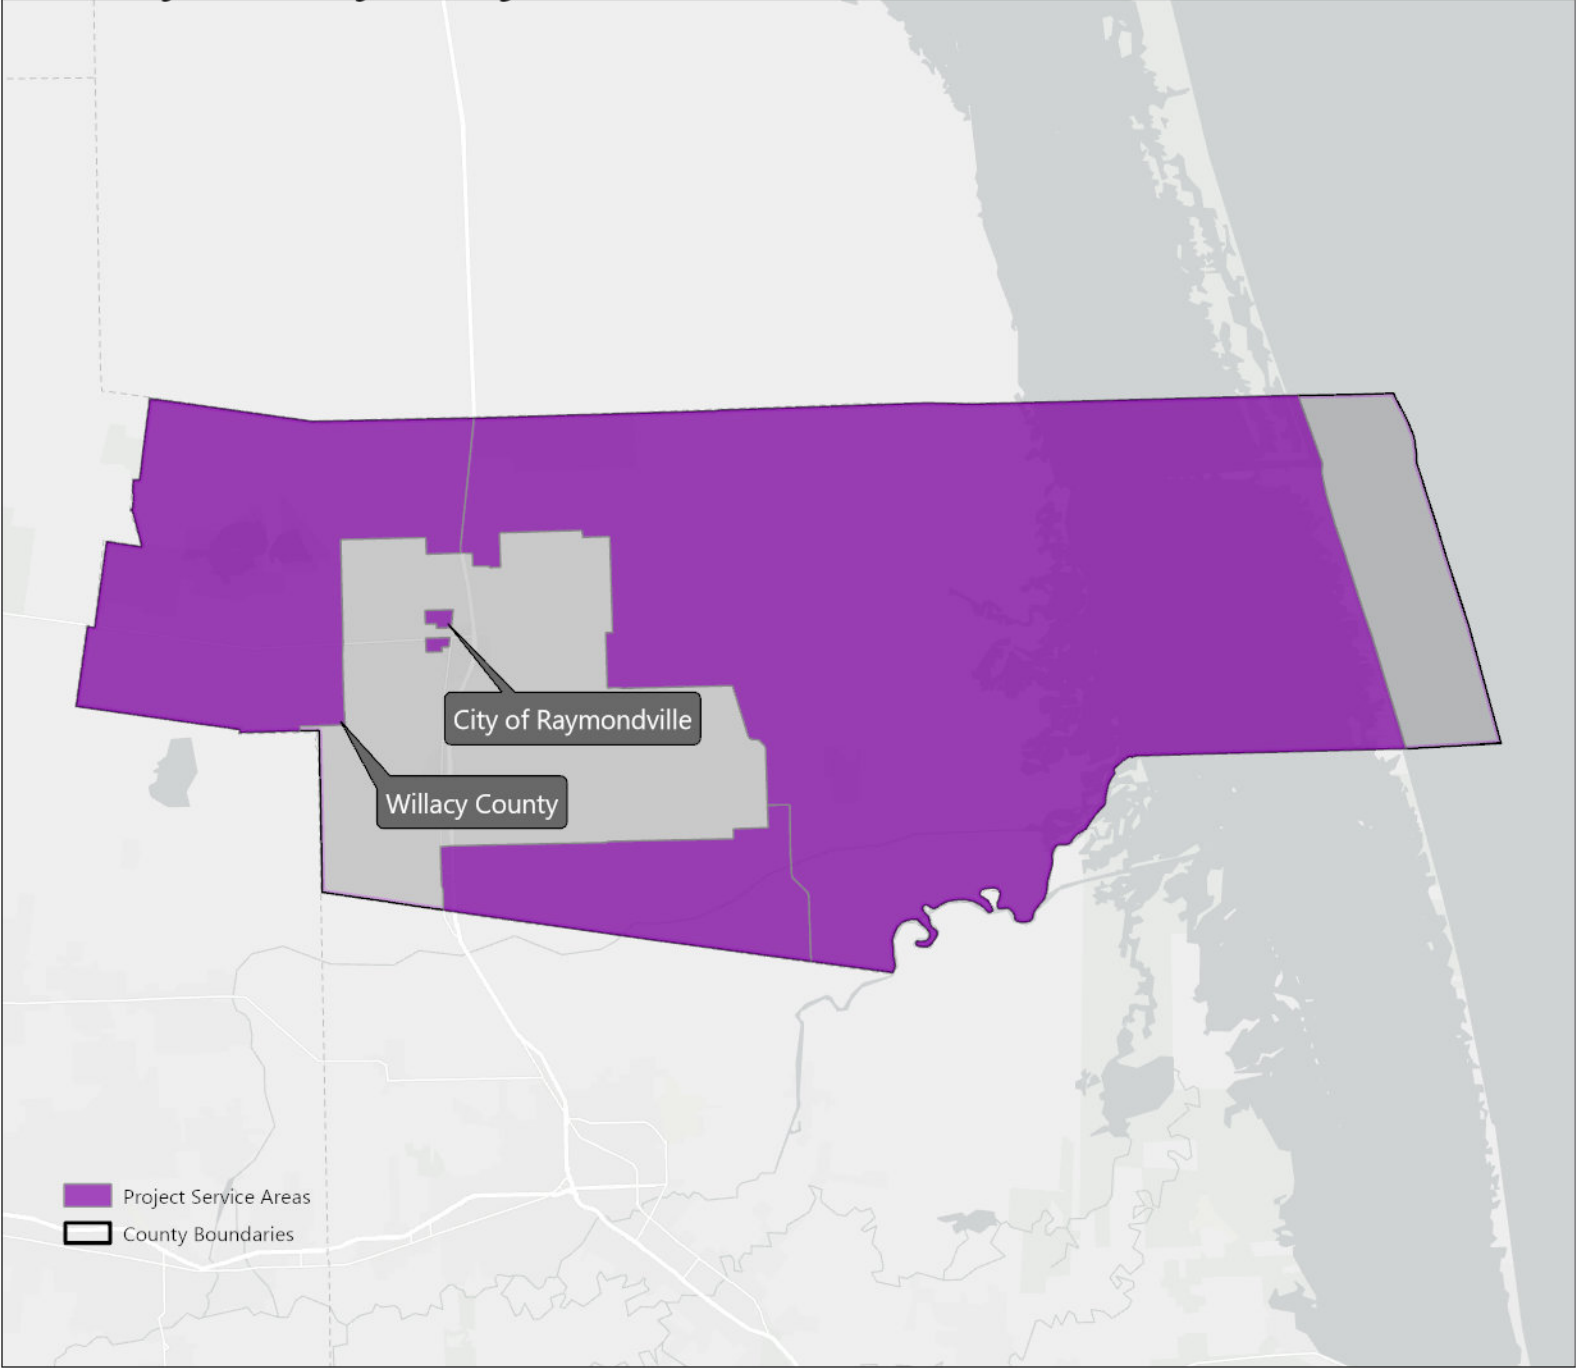 City of Raymondville
Willacy County
Project Service Areas
County Boundaries